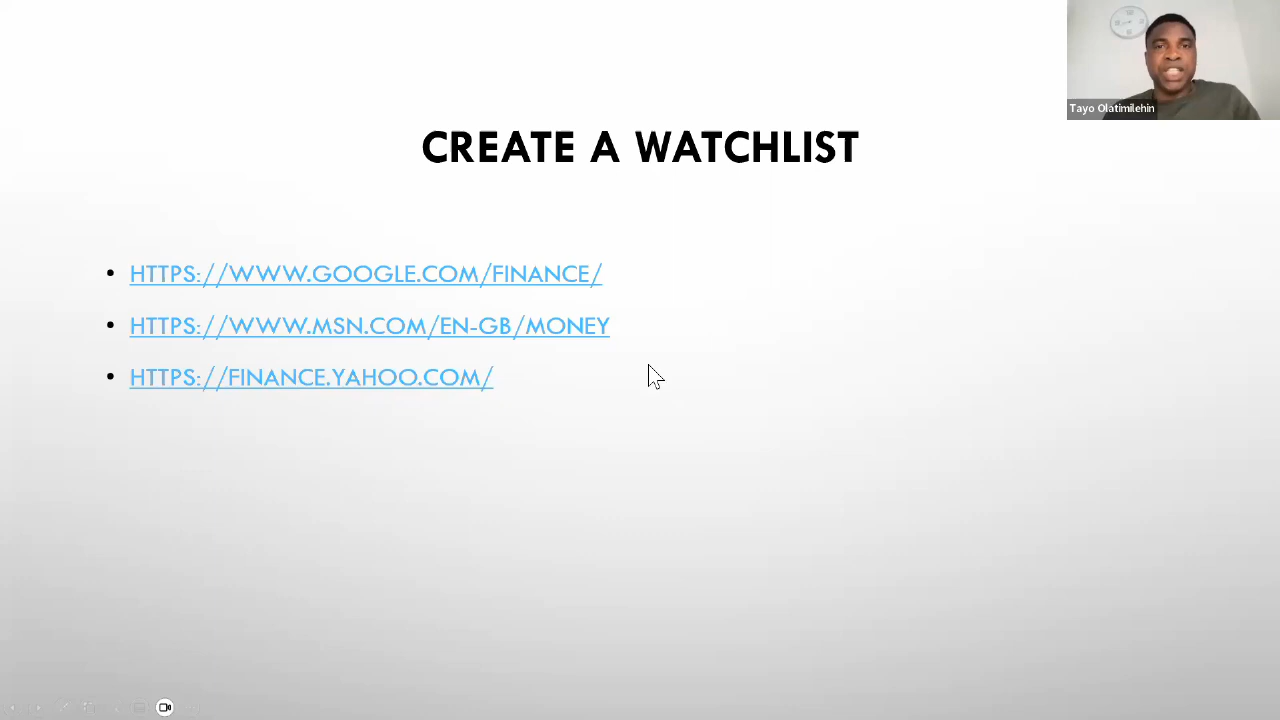 Tayo Olatimilehin
CREATE A WATCHLIST
• HTTPS://WWW.GOOGLE.COM/FINANCE/
• HTTPS://WWW.MSN.COM/EN-GB/MONEY
• HTTPS://FINANCE.YAHOO.COM/